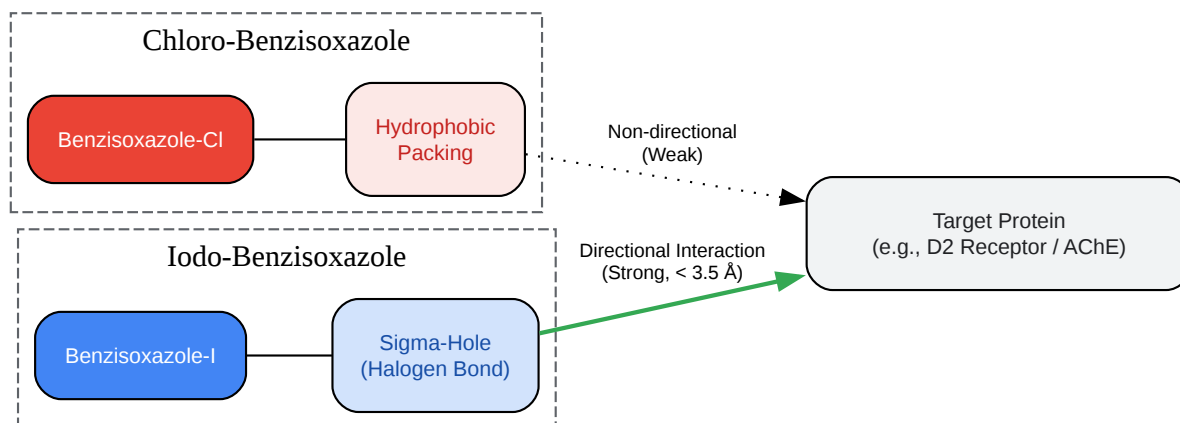 Chloro-Benzisoxazole
Benzisoxazole-Cl
Hydrophobic
Packing
Non-directional
(Weak)
Target Protein
(e.g., D2 Receptor / AChE)
Iodo-Benzisoxazole
Directional Interaction
(Strong, < 3.5 Å)
Benzisoxazole-I
Sigma-Hole
(Halogen Bond)